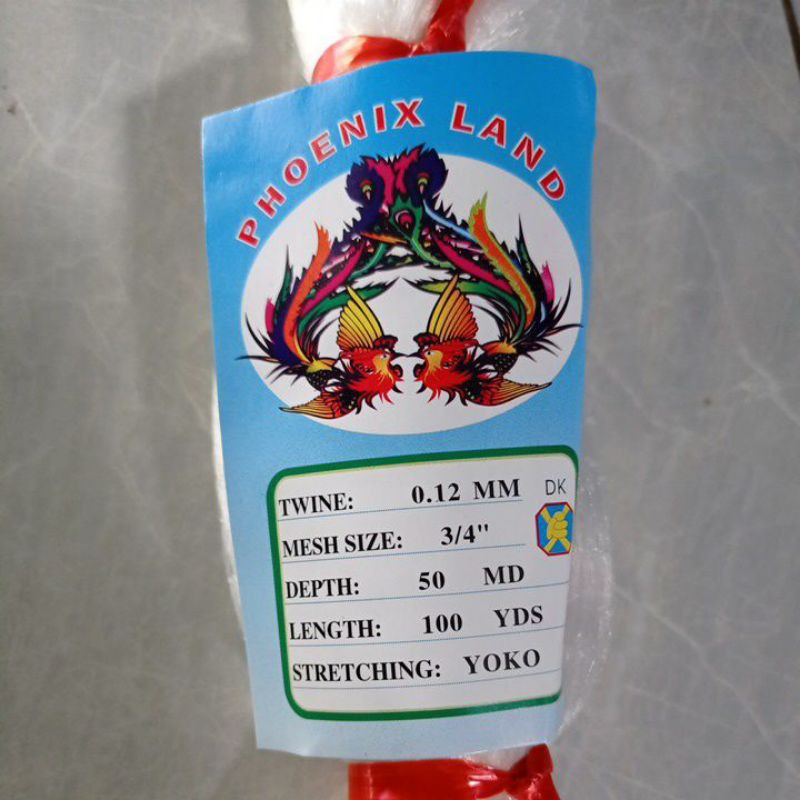 PHOENIX LAND
TWINE: 0.12 MM DK
MESH SIZE: 3/4"
DEPTH: 50 MD
LENGTH: 100 YDS
STRETCHING: YOKO